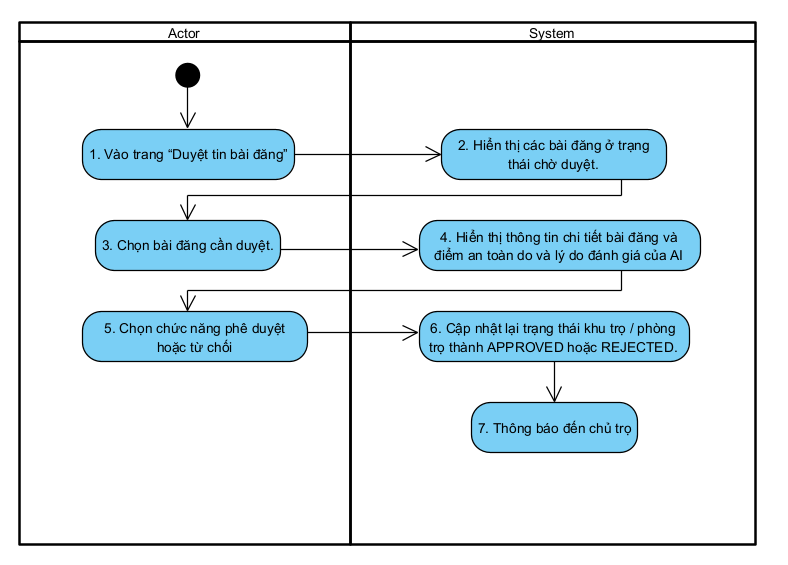 Actor
System
1. Vào trang “Duyệt tin bài đăng”
2. Hiển thị các bài đăng ở trạng
thái chờ duyệt.
3. Chọn bài đăng cần duyệt.
4. Hiển thị thông tin chi tiết bài đăng và
điểm an toàn do và lý do đánh giá của AI
5. Chọn chức năng phê duyệt
hoặc từ chối
6. Cập nhật lại trạng thái khu trọ / phòng
trọ thành APPROVED hoặc REJECTED.
7. Thông báo đến chủ trọ